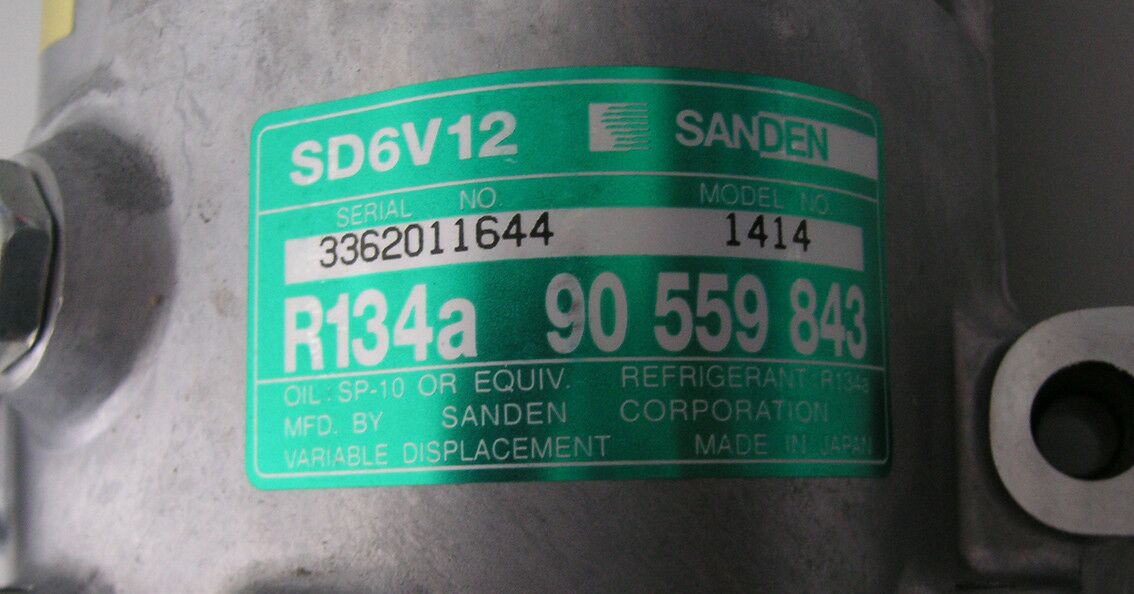 SD6V12 SANDEN
SERIAL NO. MODEL NO.
3362011644 1414
R134a 90 559 843
OIL: SP-10 OR EQUIV. REFRIGERANT R134a
MFD. BY SANDEN CORPORATION
VARIABLE DISPLACEMENT MADE IN JAPAN